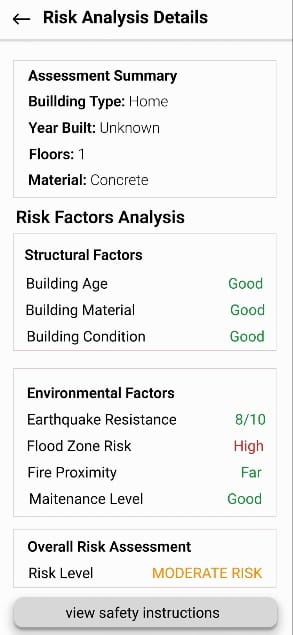 Risk Analysis Details
Assessment Summary
Buillding Type: Home
Year Built: Unknown
Floors: 1
Material: Concrete
Risk Factors Analysis
Structural Factors
Building Age Good
Building Material Good
Building Condition Good
Environmental Factors
Earthquake Resistance 8/10
Flood Zone Risk High
Fire Proximity Far
Maitenance Level Good
Overall Risk Assessment
Risk Level MODERATE RISK
view safety instructions